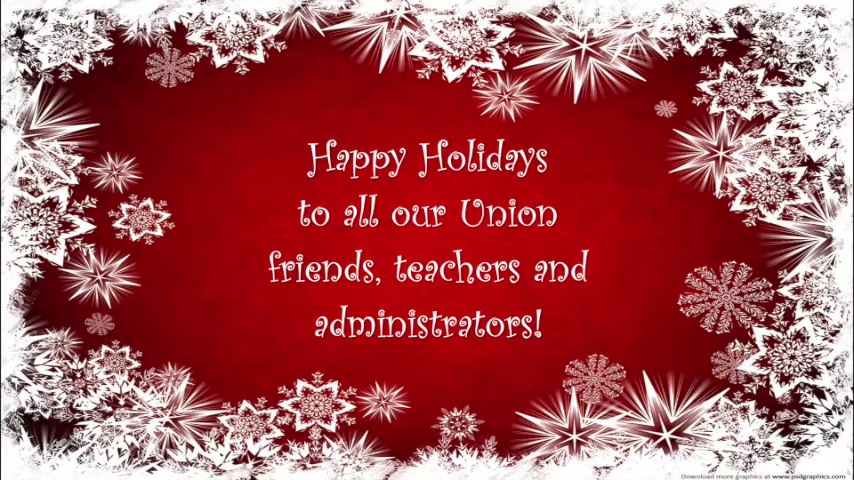 Happy Holidays
to all our Union
friends, teachers and
administrators!
Download more graphics at www.psdgraphics.com